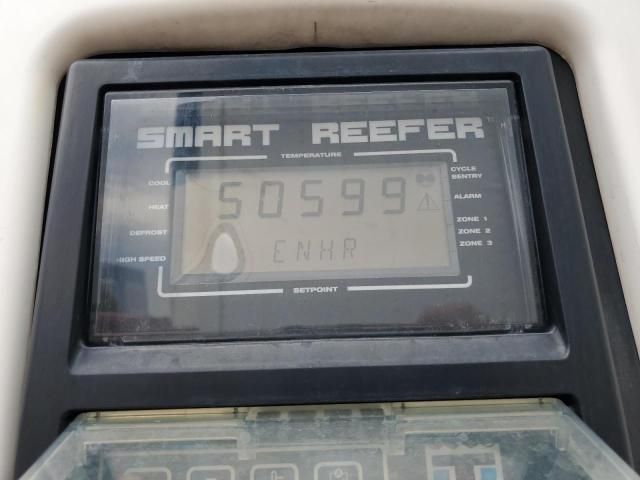 SMART REEFER
TEMPERATURE
COOL
HEAT
DEFROST
HIGH SPEED
50599
ENHR
CYCLE
SENTRY
ALARM
ZONE 1
ZONE 2
ZONE 3
SETPOINT